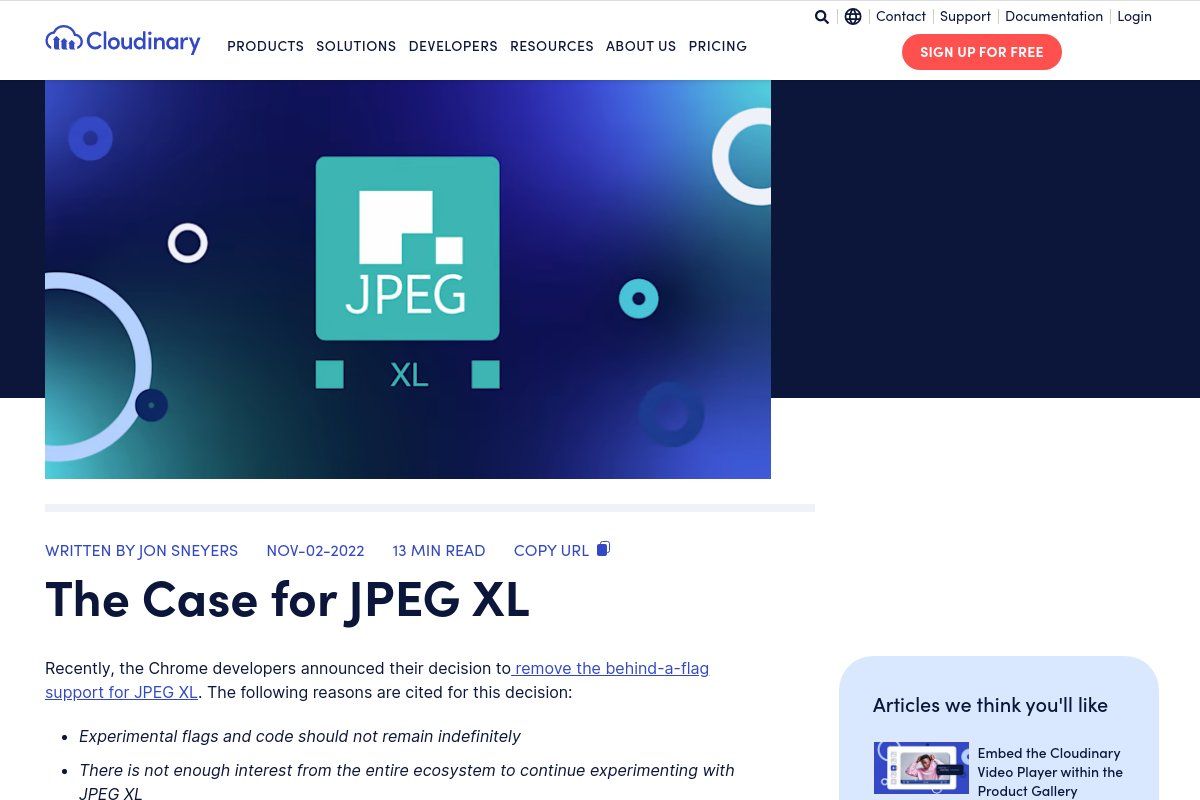 Contact Support Documentation Login
Cloudinary
PRODUCTS SOLUTIONS DEVELOPERS RESOURCES ABOUT US PRICING
SIGN UP FOR FREE
JPEG
XL
WRITTEN BY JON SNEYERS NOV-02-2022 13 MIN READ COPY URL
The Case for JPEG XL
Recently, the Chrome developers announced their decision to remove the behind-a-flag
support for JPEG XL. The following reasons are cited for this decision:
• Experimental flags and code should not remain indefinitely
• There is not enough interest from the entire ecosystem to continue experimenting with
JPEG XL
Articles we think you'll like
Embed the Cloudinary
Video Player within the
Product Gallery